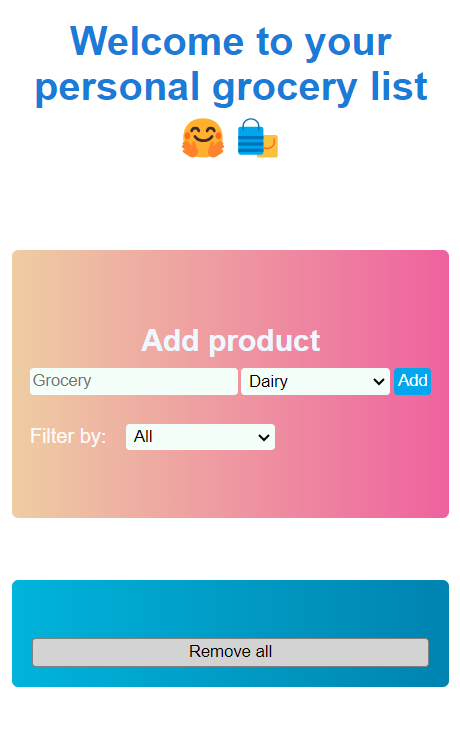 Welcome to your
personal grocery list
🤗 🛍️
Add product
Grocery Dairy Add
Filter by: All
Remove all